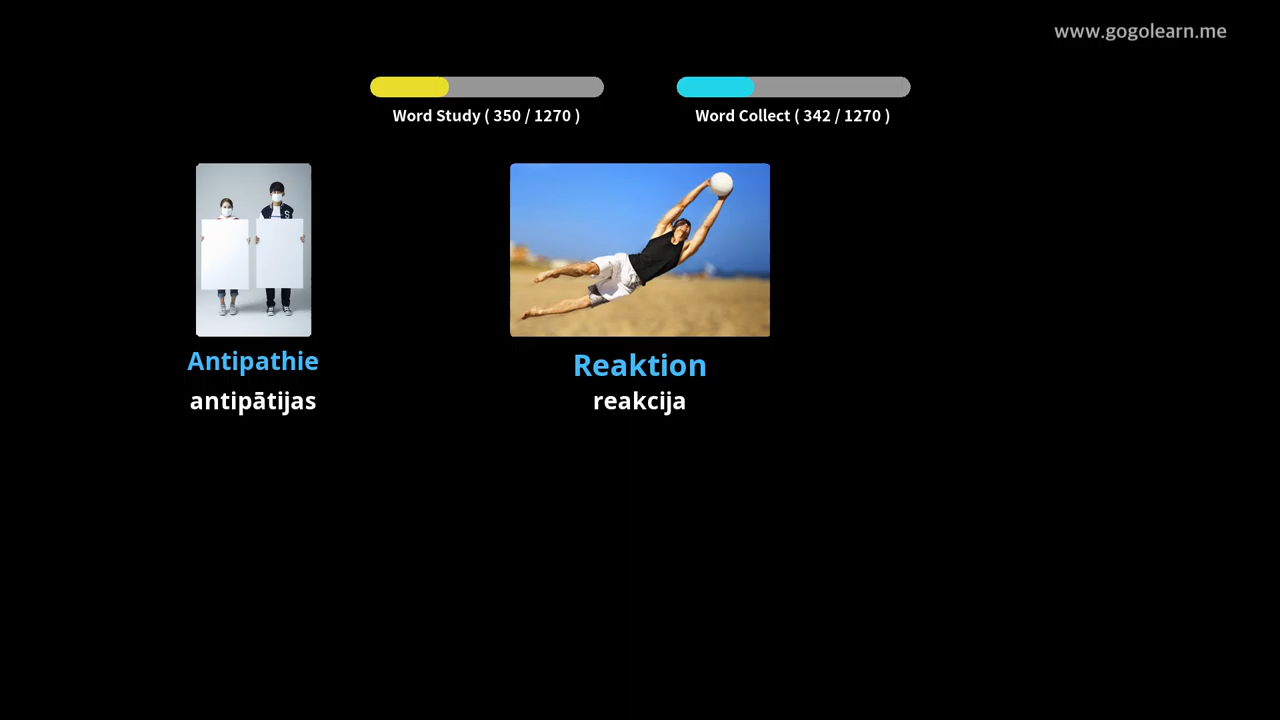 www.gogolearn.me
Word Study ( 350 / 1270 )
Word Collect ( 342 / 1270 )
Antipathie
antipātijas
Reaktion
reakcija